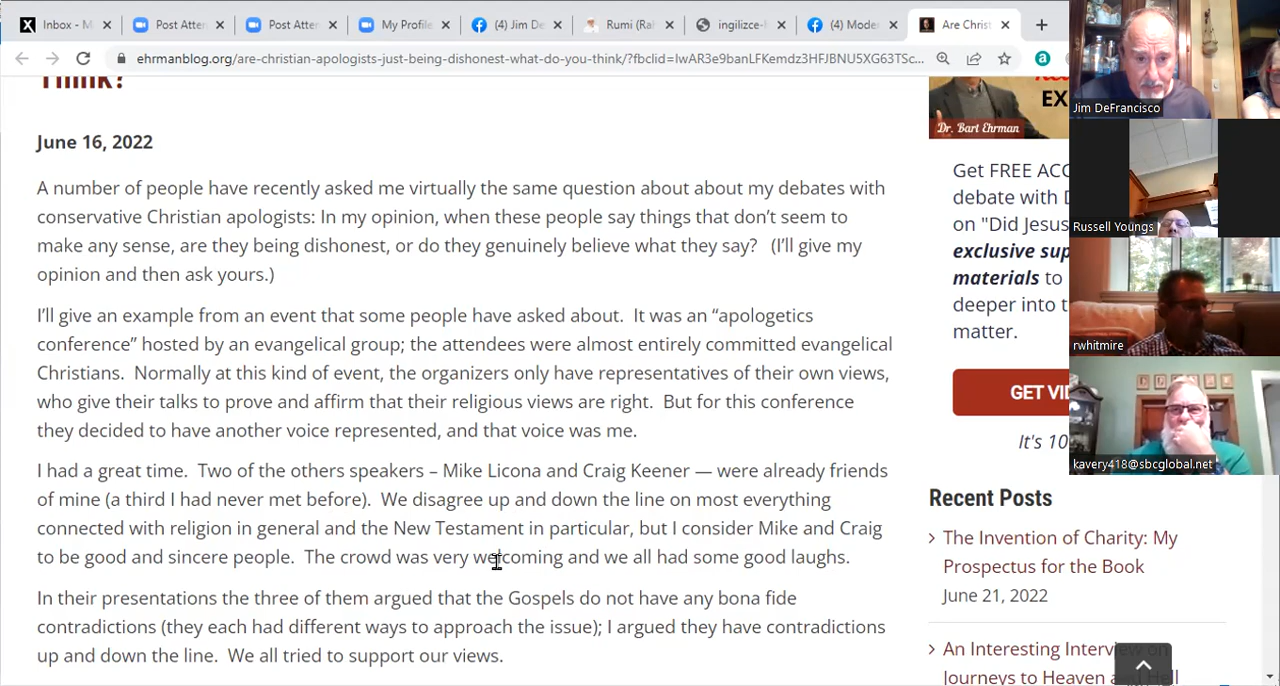 Inbox - M
Post Atter
Post Atter
My Profile
(4) Jim De
Rumi (Ra
ingilizce-
(4) Moder
Are Christ
ehrmanblog.org/are-christian-apologists-just-being-dishonest-what-do-you-think/?fbclid=IwAR3e9banLFKemdz3HFJBNU5XG63TSc...
Think?
June 16, 2022
A number of people have recently asked me virtually the same question about about my debates with
conservative Christian apologists: In my opinion, when these people say things that don't seem to
make any sense, are they being dishonest, or do they genuinely believe what they say? (I'll give my
opinion and then ask yours.)
I'll give an example from an event that some people have asked about. It was an "apologetics
conference" hosted by an evangelical group; the attendees were almost entirely committed evangelical
Christians. Normally at this kind of event, the organizers only have representatives of their own views,
who give their talks to prove and affirm that their religious views are right. But for this conference
they decided to have another voice represented, and that voice was me.
I had a great time. Two of the others speakers – Mike Licona and Craig Keener — were already friends
of mine (a third I had never met before). We disagree up and down the line on most everything
connected with religion in general and the New Testament in particular, but I consider Mike and Craig
to be good and sincere people. The crowd was very welcoming and we all had some good laughs.
In their presentations the three of them argued that the Gospels do not have any bona fide
contradictions (they each had different ways to approach the issue); I argued they have contradictions
up and down the line. We all tried to support our views.
EX
Dr. Bart Ehrman
Get FREE ACC
debate with D
on "Did Jesus
exclusive sup
materials to
deeper into t
matter.
GET VI
It's 10
Recent Posts
The Invention of Charity: My
Prospectus for the Book
June 21, 2022
An Interesting Interview on
Journeys to Heaven and Hell
Jim DeFrancisco
Russell Youngs
rwhitmire
kavery418@sbcglobal.net